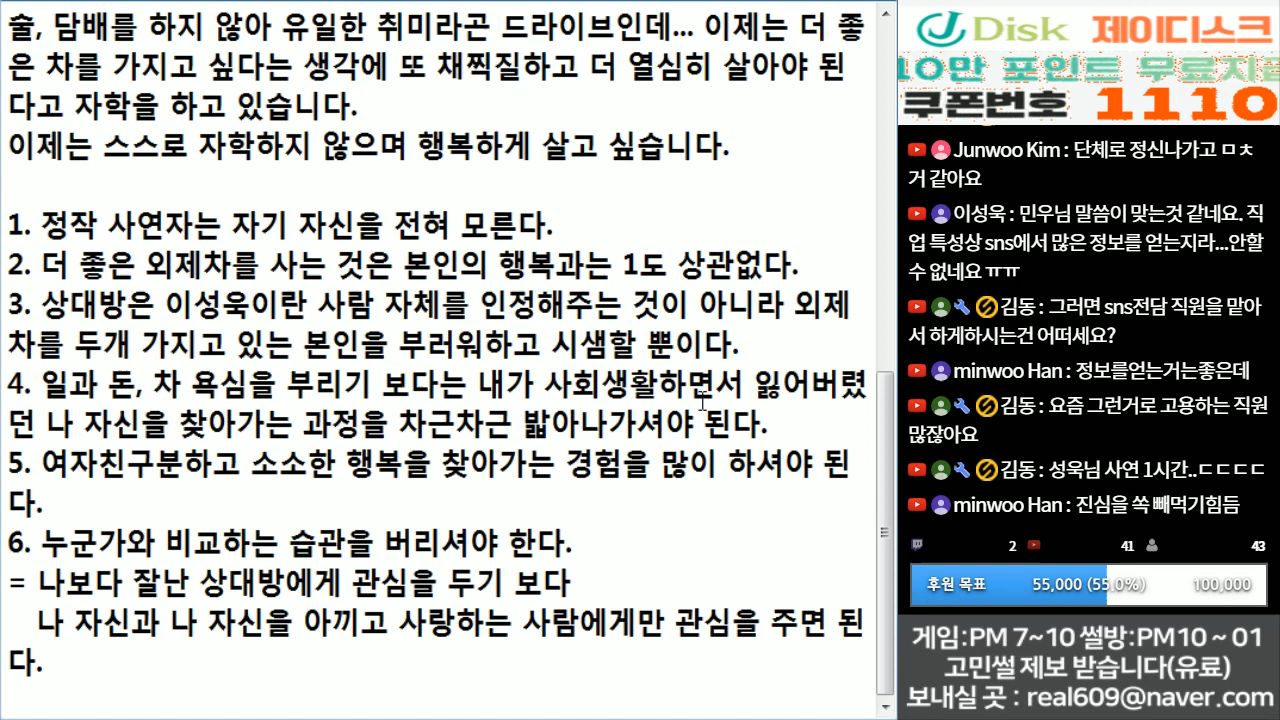 술, 담배를 하지 않아 유일한 취미라곤 드라이브인데... 이제는 더 좋
은 차를 가지고 싶다는 생각에 또 채찍질하고 더 열심히 살아야 된
다고 자학을 하고 있습니다.
이제는 스스로 자학하지 않으며 행복하게 살고 싶습니다.
1. 정작 사연자는 자기 자신을 전혀 모른다.
2. 더 좋은 외제차를 사는 것은 본인의 행복과는 1도 상관없다.
3. 상대방은 이성욱이란 사람 자체를 인정해주는 것이 아니라 외제
차를 두개 가지고 있는 본인을 부러워하고 시샘할 뿐이다.
4. 일과 돈, 차 욕심을 부리기 보다는 내가 사회생활하면서 잃어버렸
던 나 자신을 찾아가는 과정을 차근차근 밟아나가셔야 된다.
5. 여자친구분하고 소소한 행복을 찾아가는 경험을 많이 하셔야 된
다.
6. 누군가와 비교하는 습관을 버리셔야 한다.
= 나보다 잘난 상대방에게 관심을 두기 보다
나 자신과 나 자신을 아끼고 사랑하는 사람에게만 관심을 주면 된
다.
Disk 제이디스크
10만 포인트 무료지급
쿠폰번호 1110
Junwoo Kim : 단체로 정신나가고 ㅁㅊ
거 같아요
이성욱 : 민우님 말씀이 맞는것 같네요. 직
업 특성상 sns에서 많은 정보를 얻는지라...안할
수 없네요 ㅠㅠ
김동 : 그러면 sns전담 직원을 맡아
서 하게하시는건 어떠세요?
minwoo Han : 정보를얻는거는좋은데
김동 : 요즘 그런거로 고용하는 직원
많잖아요
김동 : 성욱님 사연 1시간..ㄷㄷㄷㄷ
minwoo Han : 진심을 쏙 빼먹기힘듬
2 41 43
후원 목표 55,000 (55.0%) 100,000
게임:PM 7~10 썰방:PM10 ~ 01
고민썰 제보 받습니다(유료)
보내실 곳 : real609@naver.com